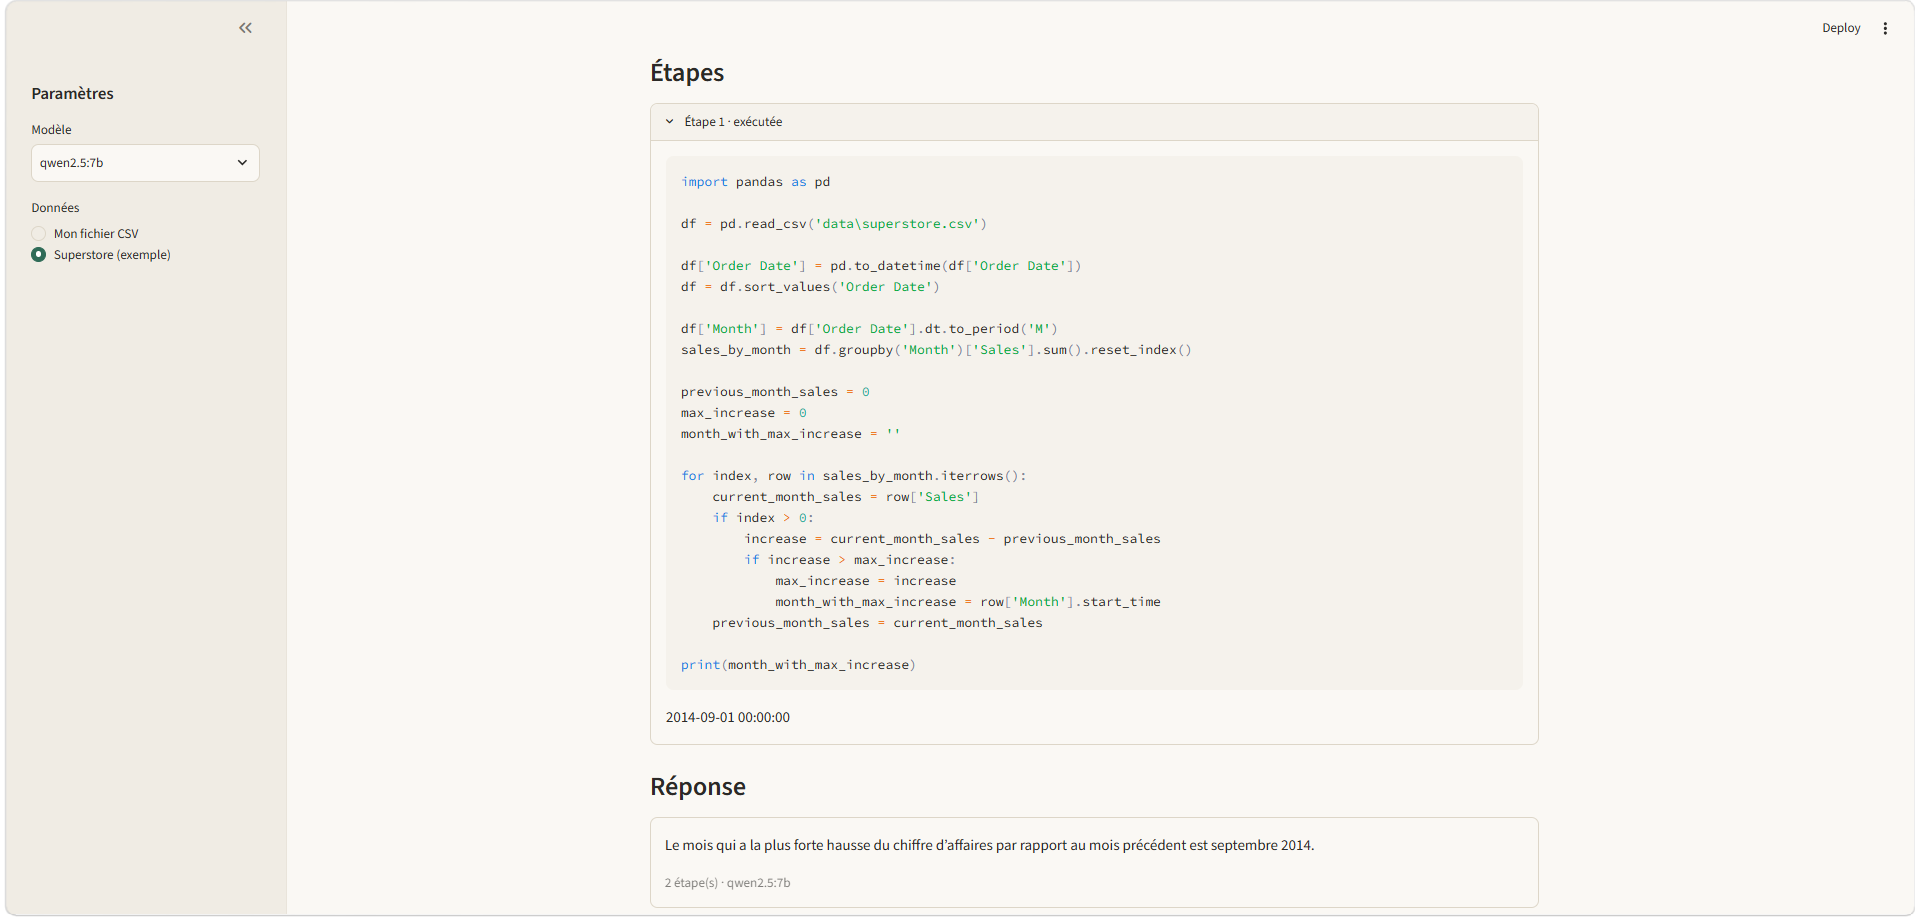 Deploy
Paramètres
Modèle
qwen2.5:7b
Données
Mon fichier CSV
Superstore (exemple)
Étapes
Étape 1 · exécutée
import pandas as pd
df = pd.read_csv('data\superstore.csv')
df['Order Date'] = pd.to_datetime(df['Order Date'])
df = df.sort_values('Order Date')
df['Month'] = df['Order Date'].dt.to_period('M')
sales_by_month = df.groupby('Month')['Sales'].sum().reset_index()
previous_month_sales = 0
max_increase = 0
month_with_max_increase = ''
for index, row in sales_by_month.iterrows():
    current_month_sales = row['Sales']
    if index > 0:
        increase = current_month_sales - previous_month_sales
        if increase > max_increase:
            max_increase = increase
            month_with_max_increase = row['Month'].start_time
    previous_month_sales = current_month_sales
print(month_with_max_increase)
2014-09-01 00:00:00
Réponse
Le mois qui a la plus forte hausse du chiffre d’affaires par rapport au mois précédent est septembre 2014.
2 étape(s) · qwen2.5:7b